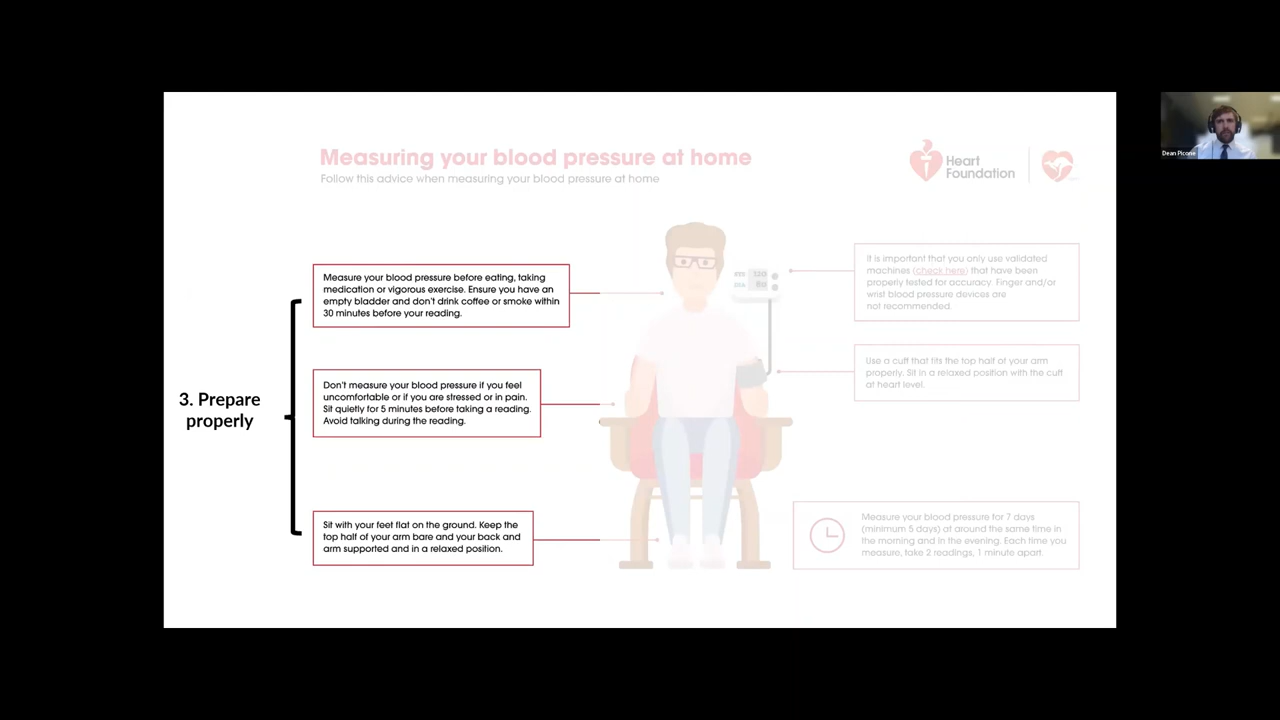 Measuring your blood pressure at home
Follow this advice when measuring your blood pressure at home
Heart
Foundation
Dean Picone
3. Prepare
properly
Measure your blood pressure before eating, taking
medication or vigorous exercise. Ensure you have an
empty bladder and don't drink coffee or smoke within
30 minutes before your reading.
Don't measure your blood pressure if you feel
uncomfortable or if you are stressed or in pain.
Sit quietly for 5 minutes before taking a reading.
Avoid talking during the reading.
Sit with your feet flat on the ground. Keep the
top half of your arm bare and your back and
arm supported and in a relaxed position.
It is important that you only use validated
machines (check here) that have been
properly tested for accuracy. Finger and/or
wrist blood pressure devices are
not recommended.
Use a cuff that fits the top half of your arm
properly. Sit in a relaxed position with the cuff
at heart level.
Measure your blood pressure for 7 days
(minimum 5 days) at around the same time in
the morning and in the evening. Each time you
measure, take 2 readings, 1 minute apart.